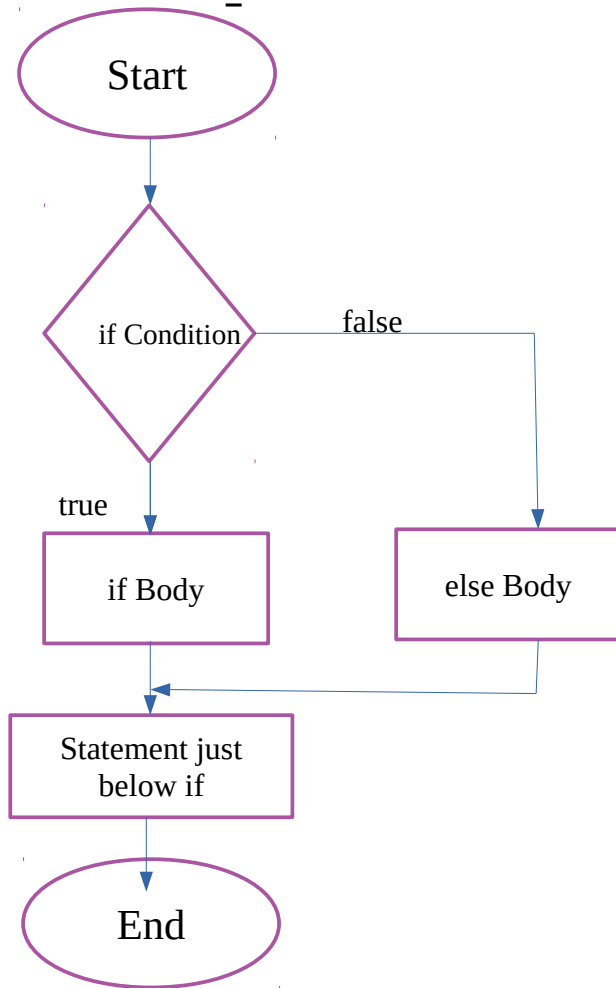 Start
if Condition
false
true
if Body
else Body
Statement just
below if
End